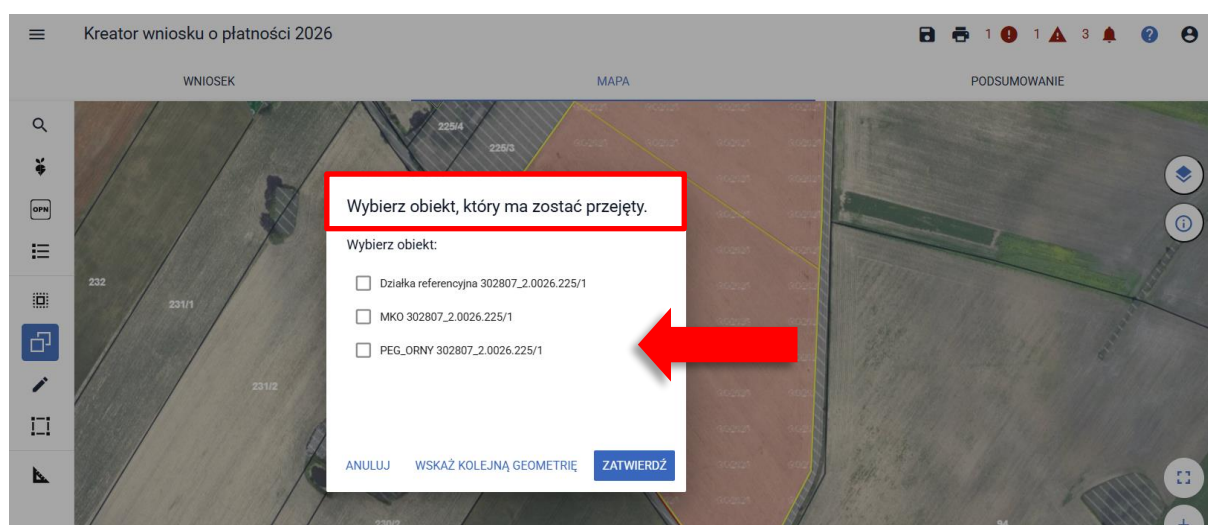 Kreator wniosku o płatności 2026
1
1
3
WNIOSEK
MAPA
PODSUMOWANIE
225/4
225/3
OPN
Wybierz obiekt, który ma zostać przejęty.
Wybierz obiekt:
Działka referencyjna 302807_2.0026.225/1
MKO 302807_2.0026.225/1
PEG_ORNY 302807_2.0026.225/1
232
231/1
231/2
ANULUJ
WSKAŻ KOLEJNĄ GEOMETRIĘ
ZATWIERDŹ
94